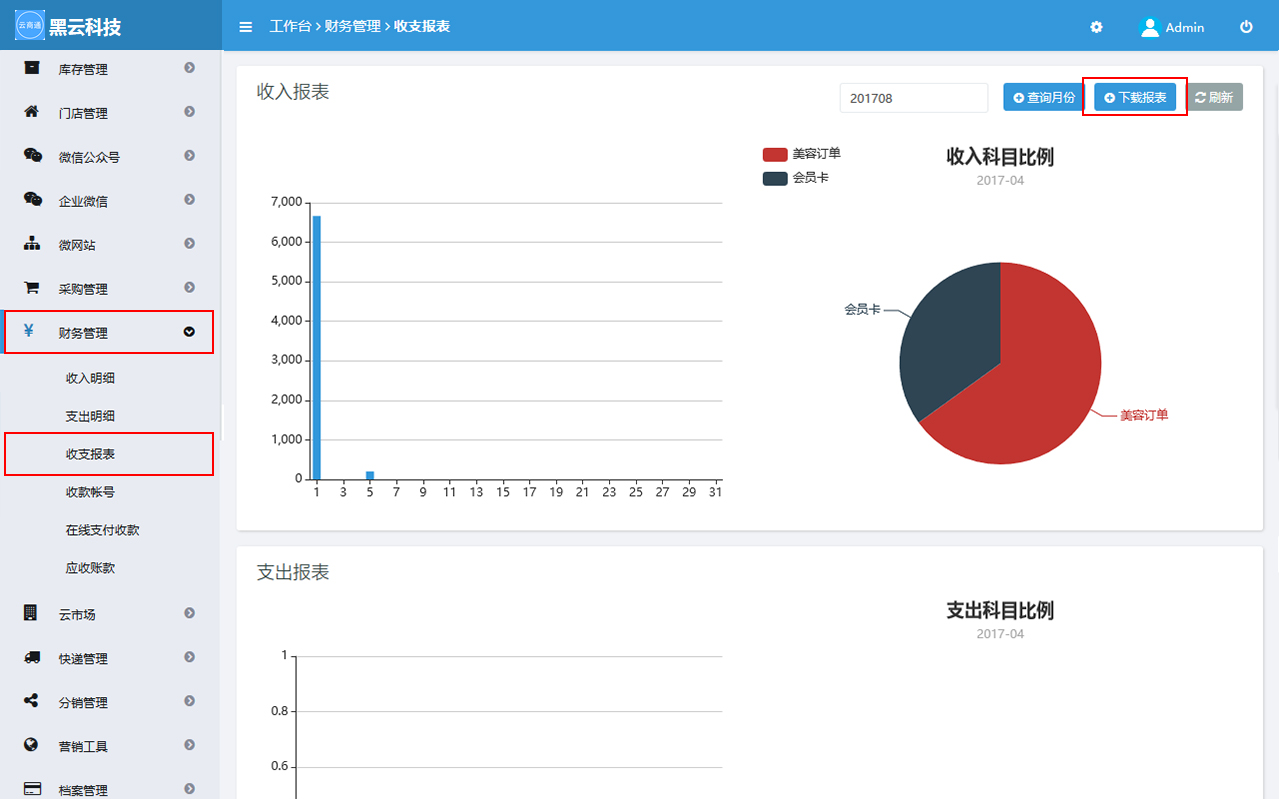 云商通
黑云科技
工作台 > 财务管理 > 收支报表
Admin
库存管理
门店管理
微信公众号
企业微信
微网站
采购管理
¥ 财务管理
收入明细
支出明细
收支报表
收款帐号
在线支付收款
应收账款
云市场
快递管理
分销管理
营销工具
档案管理
收入报表
201708
查询月份
下载报表
刷新
7,000
6,000
5,000
4,000
3,000
2,000
1,000
0
1 3 5 7 9 11 13 15 17 19 21 23 25 27 29 31
美容订单
会员卡
收入科目比例
2017-04
会员卡
美容订单
支出报表
1
0.8
0.6
支出科目比例
2017-04